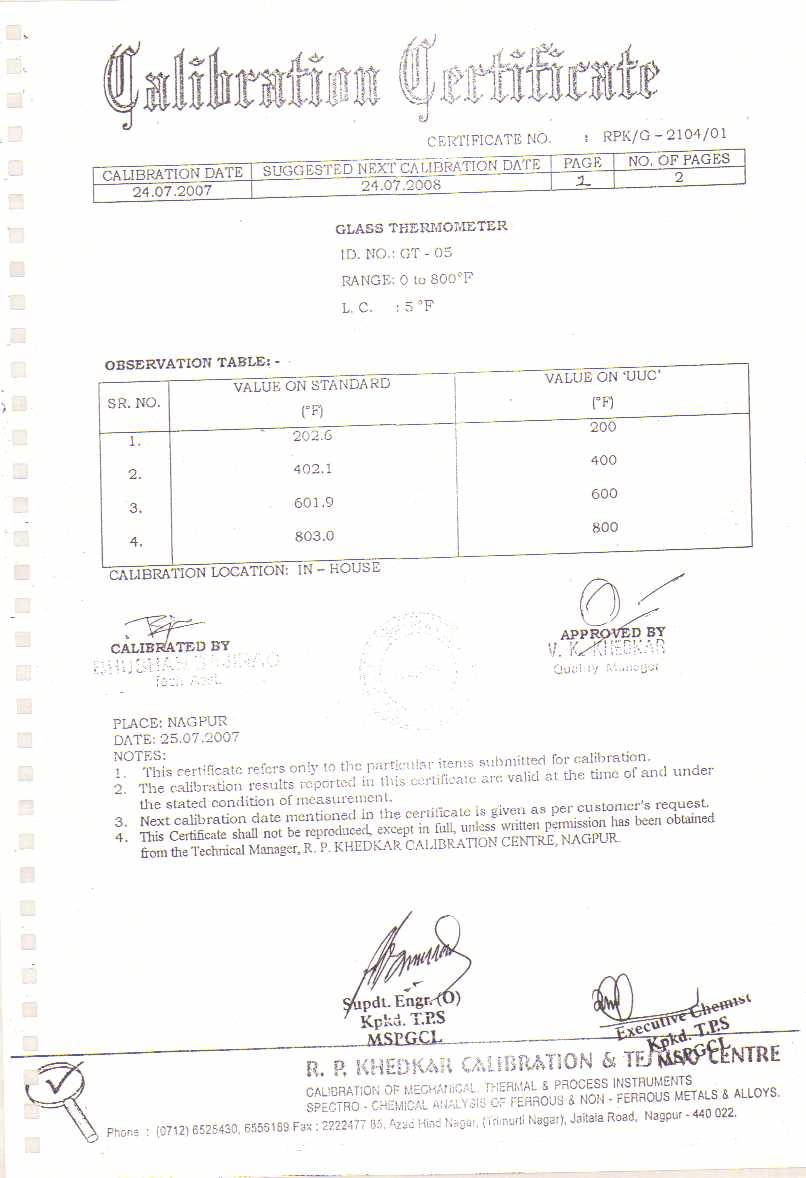 Calibration Certificate
CERTIFICATE NO. : RPK/G – 2104/01
CALIBRATION DATE SUGGESTED NEXT CALIBRATION DATE PAGE NO. OF PAGES
24.07.2007 24.07.2008 1 2
GLASS THERMOMETER
ID. NO.: GT - 05
RANGE: 0 to 800°F
L. C. : 5 °F
OBSERVATION TABLE: -
SR. NO. VALUE ON STANDARD (°F) VALUE ON 'UUC' (°F)
1. 202.6 200
2. 402.1 400
3. 601.9 600
4. 803.0 800
CALIBRATION LOCATION: IN – HOUSE
CALIBRATED BY
BHUSHAN BAJIRAO
Tech Asst.
APPROVED BY
V. K. KHEDKAR
Quality Manager
PLACE: NAGPUR
DATE: 25.07.2007
NOTES:
1. This certificate refers only to the particular items submitted for calibration.
2. The calibration results reported in this certificate are valid at the time of and under
the stated condition of measurement.
3. Next calibration date mentioned in the certificate is given as per customer's request.
4. This Certificate shall not be reproduced, except in full, unless written permission has been obtained
from the Technical Manager, R. P. KHEDKAR CALIBRATION CENTRE, NAGPUR.
Supdt. Engr. (O)
Kpkd. T.P.S
MSPGCL
Executive Chemist
Kpkd. T.P.S
MSPGCL
R. P. KHEDKAR CALIBRATION & CENTRE
CALIBRATION OF MECHANICAL, THERMAL & PROCESS INSTRUMENTS
SPECTRO - CHEMICAL ANALYSIS OF FERROUS & NON - FERROUS METALS & ALLOYS.
Phone : (0712) 6525430, 6556169 Fax : 2222477 85, Azad Hind Nagar, (Trimurti Nagar), Jaitala Road, Nagpur - 440 022.